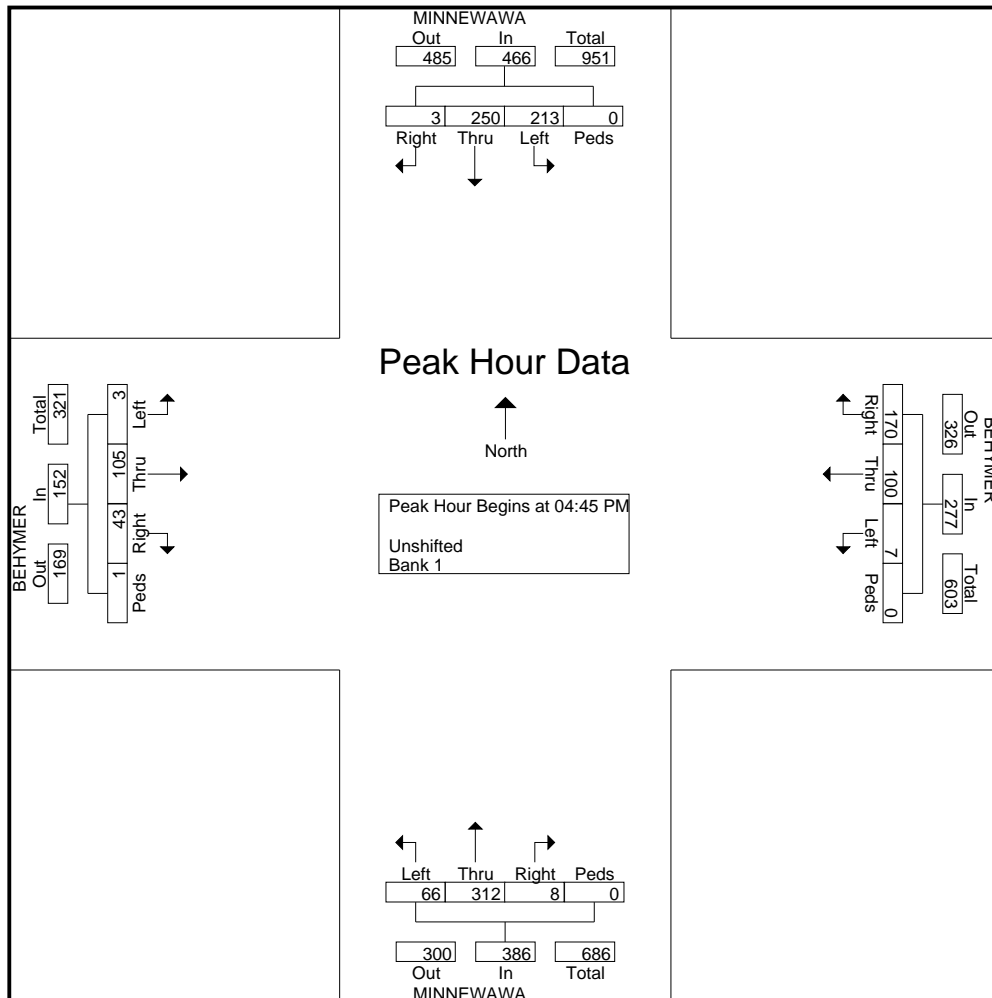 MINNEWAWA
Out In Total
485 466 951
3 250 213 0
Right Thru Left Peds
Peak Hour Data
North
Peak Hour Begins at 04:45 PM
Unshifted
Bank 1
BEHYMER
Out In Total
169 152 321
3 105 43 1
Left Thru Right Peds
BEHYMER
Out In Total
326 277 603
170 100 7 0
Right Thru Left Peds
Left Thru Right Peds
66 312 8 0
300 386 686
Out In Total
MINNEWAWA